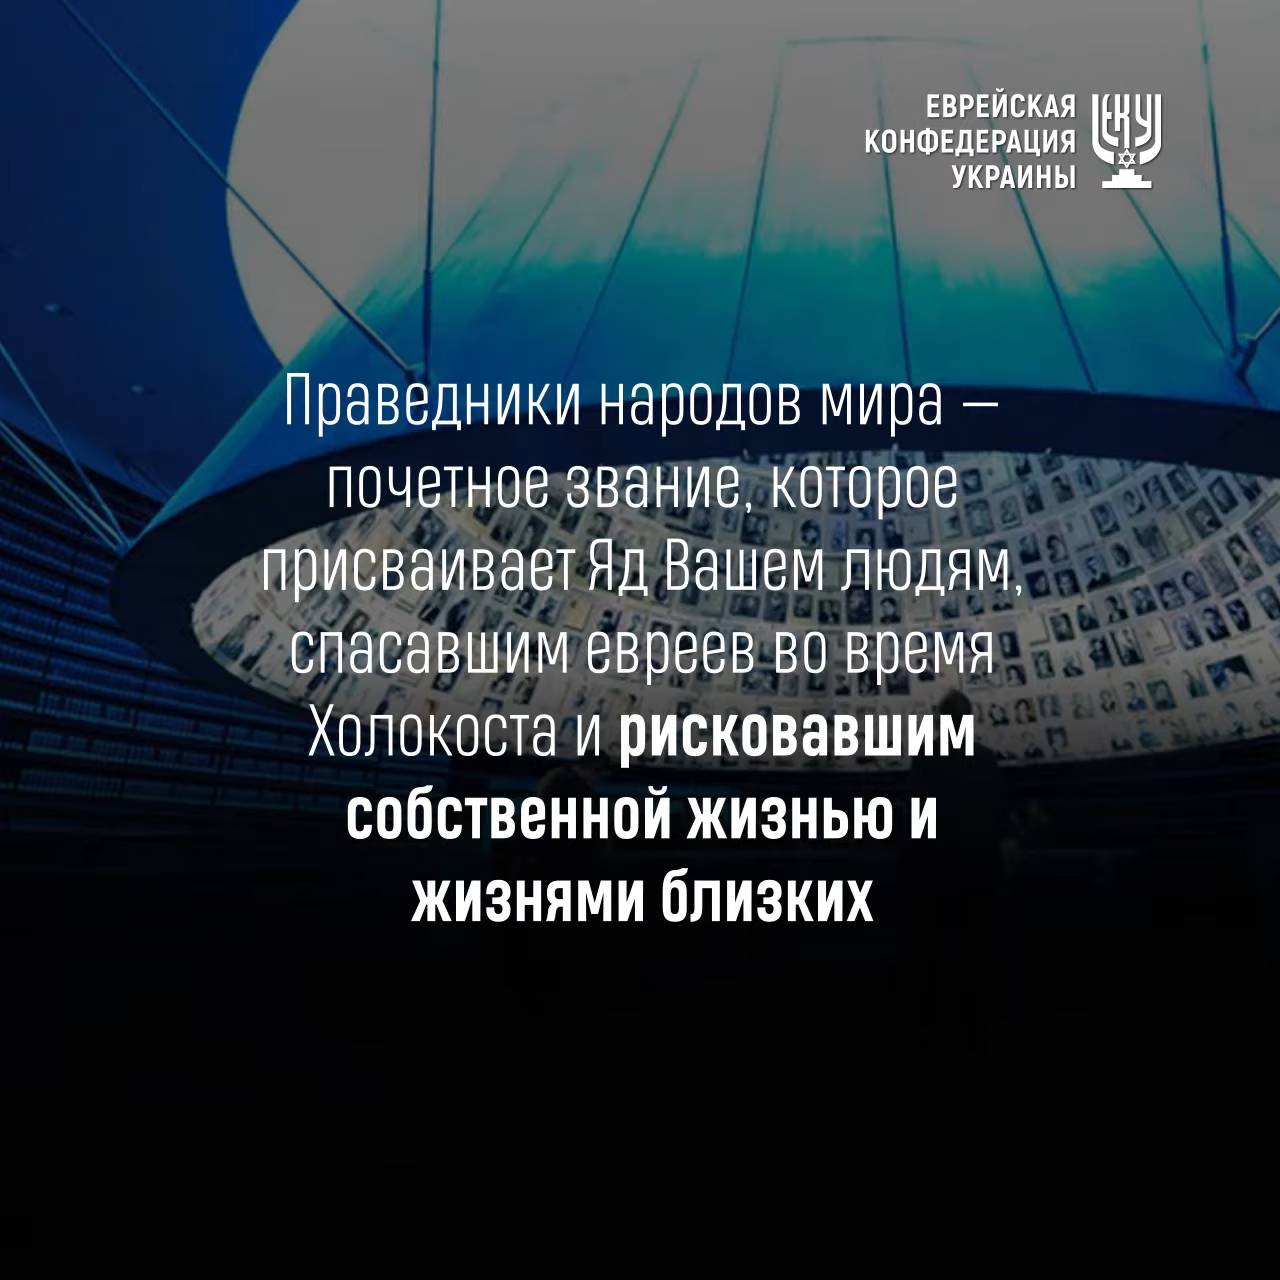 ЕВРЕЙСКАЯ
КОНФЕДЕРАЦИЯ
УКРАИНЫ
ЕКУ
Праведники народов мира –
почетное звание, которое
присваивает Яд Вашем людям,
спасавшим евреев во время
Холокоста и рисковавшим
собственной жизнью и
жизнями близких